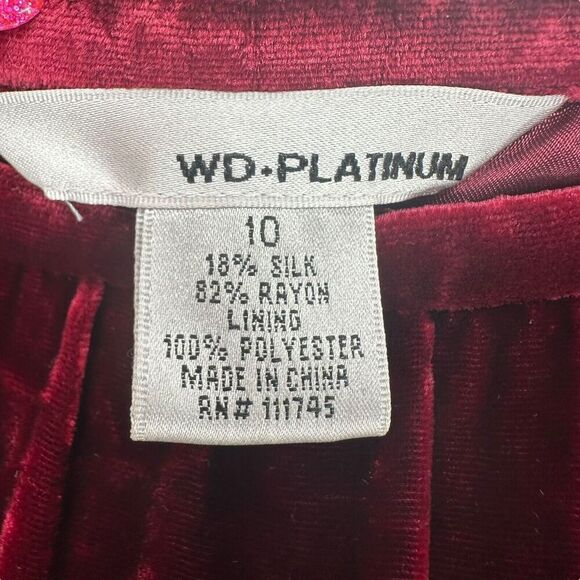 WD•PLATINUM
10
18% SILK
82% RAYON
LINING
100% POLYESTER
MADE IN CHINA
RN# 111745